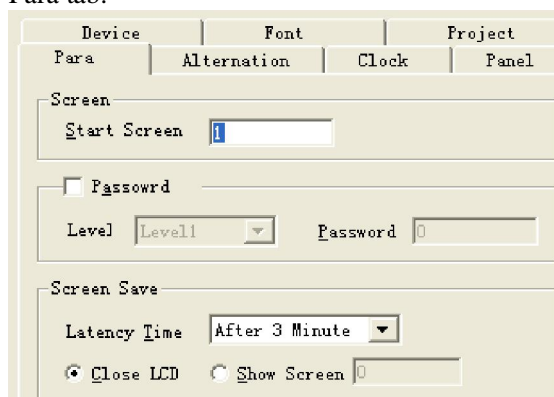 Para tab:
Device Font Project
Para Alternation Clock Panel
Screen
Start Screen 1
Passowrd
Level Level1 Password 0
Screen Save
Latency Time After 3 Minute
Close LCD Show Screen 0